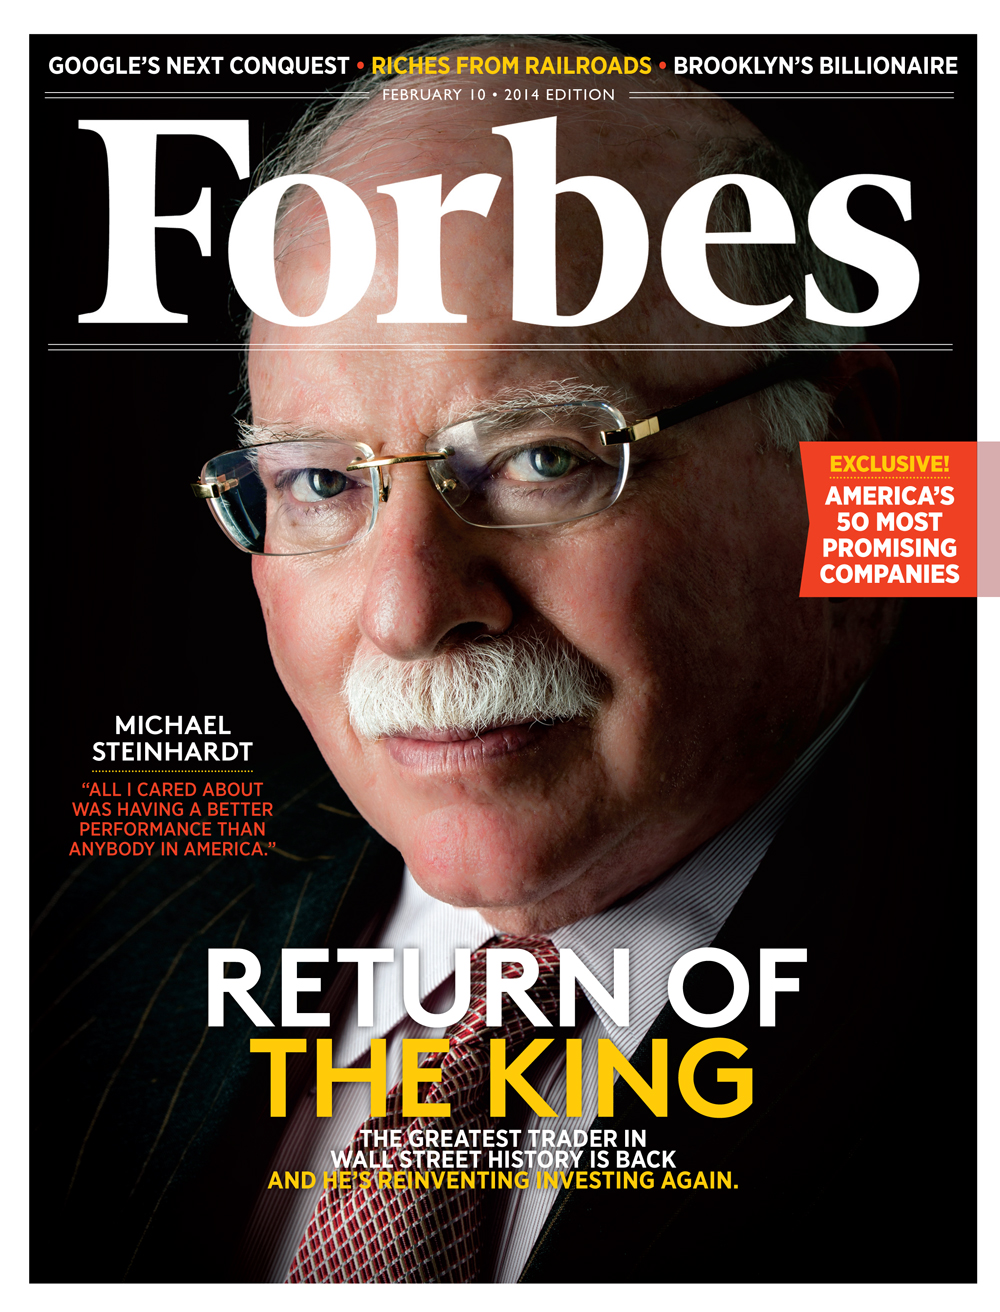 GOOGLE'S NEXT CONQUEST • RICHES FROM RAILROADS • BROOKLYN'S BILLIONAIRE
FEBRUARY 10 • 2014 EDITION
Forbes
EXCLUSIVE!
AMERICA'S
50 MOST
PROMISING
COMPANIES
MICHAEL
STEINHARDT
“ALL I CARED ABOUT
WAS HAVING A BETTER
PERFORMANCE THAN
ANYBODY IN AMERICA.”
RETURN OF
THE KING
THE GREATEST TRADER IN
WALL STREET HISTORY IS BACK
AND HE'S REINVENTING INVESTING AGAIN.